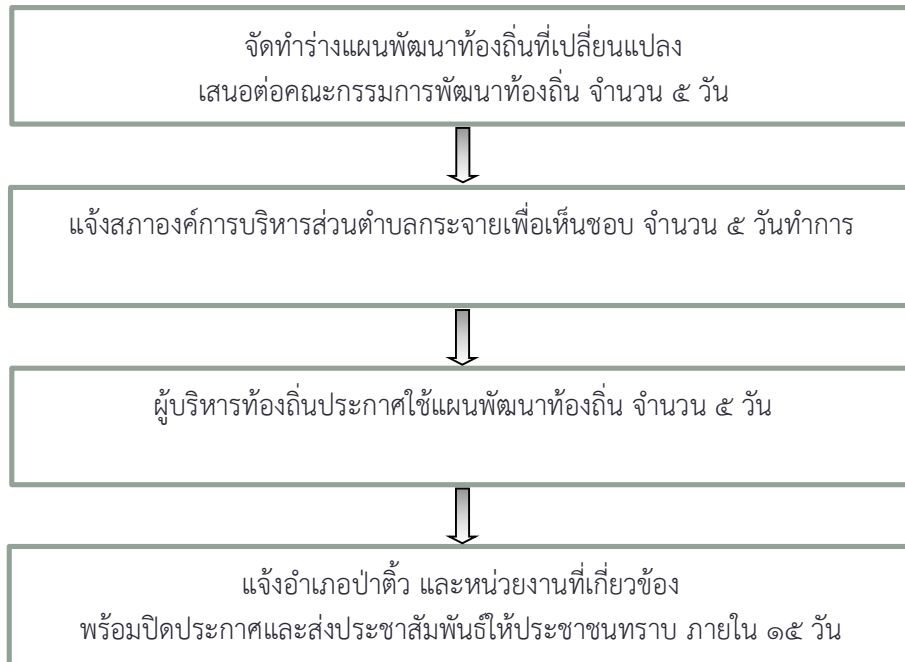 จัดทำร่างแผนพัฒนาท้องถิ่นที่เปลี่ยนแปลง
เสนอต่อคณะกรรมการพัฒนาท้องถิ่น จำนวน ๕ วัน
แจ้งสภาองค์การบริหารส่วนตำบลกระจายเพื่อเห็นชอบ จำนวน ๕ วันทำการ
ผู้บริหารท้องถิ่นประกาศใช้แผนพัฒนาท้องถิ่น จำนวน ๕ วัน
แจ้งอำเภอป่าติ้ว และหน่วยงานที่เกี่ยวข้อง
พร้อมปิดประกาศและส่งประชาสัมพันธ์ให้ประชาชนทราบ ภายใน ๑๕ วัน